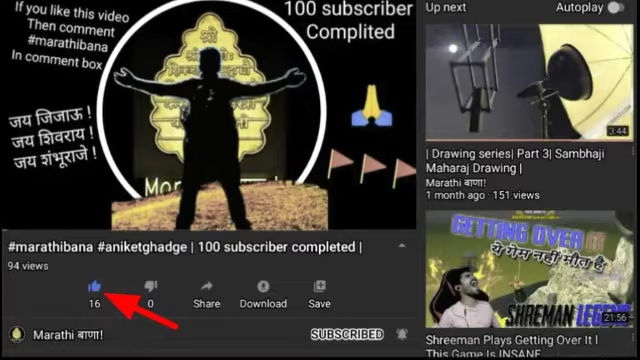 If you like this video
Then comment
#marathibana
In comment box
जय जिजाऊ !
जय शिवराय !
जय शंभूराजे !
श्री
100 subscriber
Complited
#marathibana #aniketghadge | 100 subscriber completed |
94 views
16
0
Share
Download
Save
Marathi बाणा!
SUBSCRIBED
Up next
Autoplay
3:44
| Drawing series| Part 3| Sambhaji
Maharaj Drawing |
Marathi बाणा!
1 month ago · 151 views
GETTING OVER IT
ये गेम नहीं मौत है
SHREMAN LEGEND
21:56
Shreeman Plays Getting Over It |
This Game Is INSANE